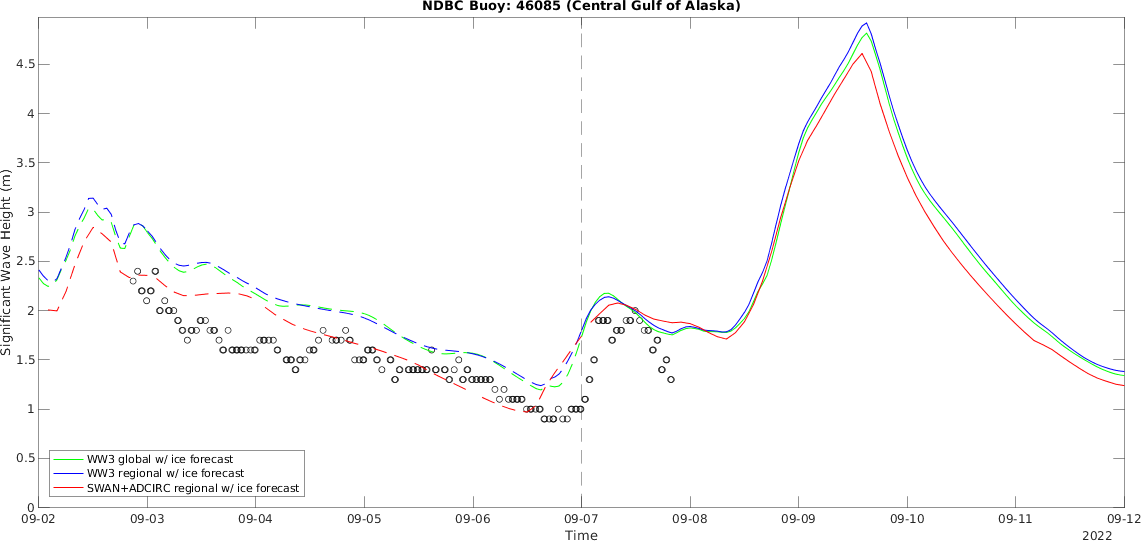 NDBC Buoy: 46085 (Central Gulf of Alaska)
Significant Wave Height (m)
4.5
4
3.5
3
2.5
2
1.5
1
0.5
0
WW3 global w/ ice forecast
WW3 regional w/ ice forecast
SWAN+ADCIRC regional w/ ice forecast
09-02 09-03 09-04 09-05 09-06 09-07 09-08 09-09 09-10 09-11 09-12
Time
2022